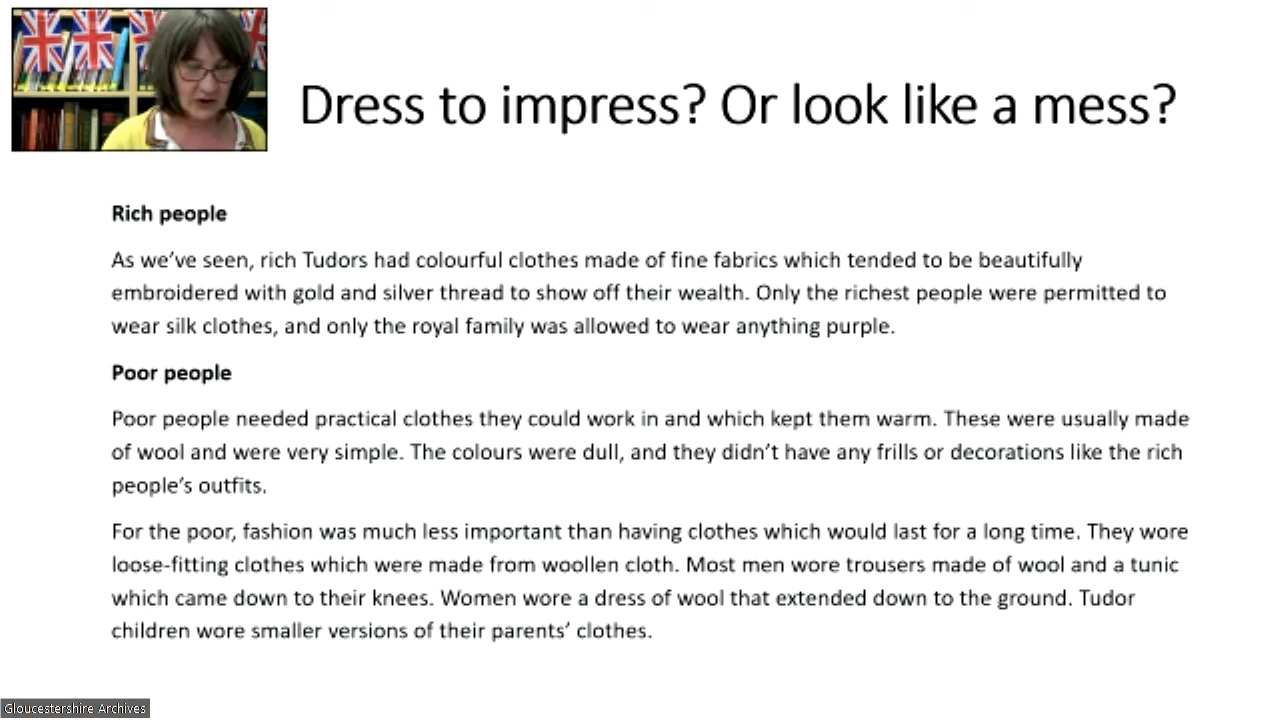 Dress to impress? Or look like a mess?
Rich people
As we’ve seen, rich Tudors had colourful clothes made of fine fabrics which tended to be beautifully
embroidered with gold and silver thread to show off their wealth. Only the richest people were permitted to
wear silk clothes, and only the royal family was allowed to wear anything purple.
Poor people
Poor people needed practical clothes they could work in and which kept them warm. These were usually made
of wool and were very simple. The colours were dull, and they didn’t have any frills or decorations like the rich
people’s outfits.
For the poor, fashion was much less important than having clothes which would last for a long time. They wore
loose-fitting clothes which were made from woollen cloth. Most men wore trousers made of wool and a tunic
which came down to their knees. Women wore a dress of wool that extended down to the ground. Tudor
children wore smaller versions of their parents’ clothes.
Gloucestershire Archives